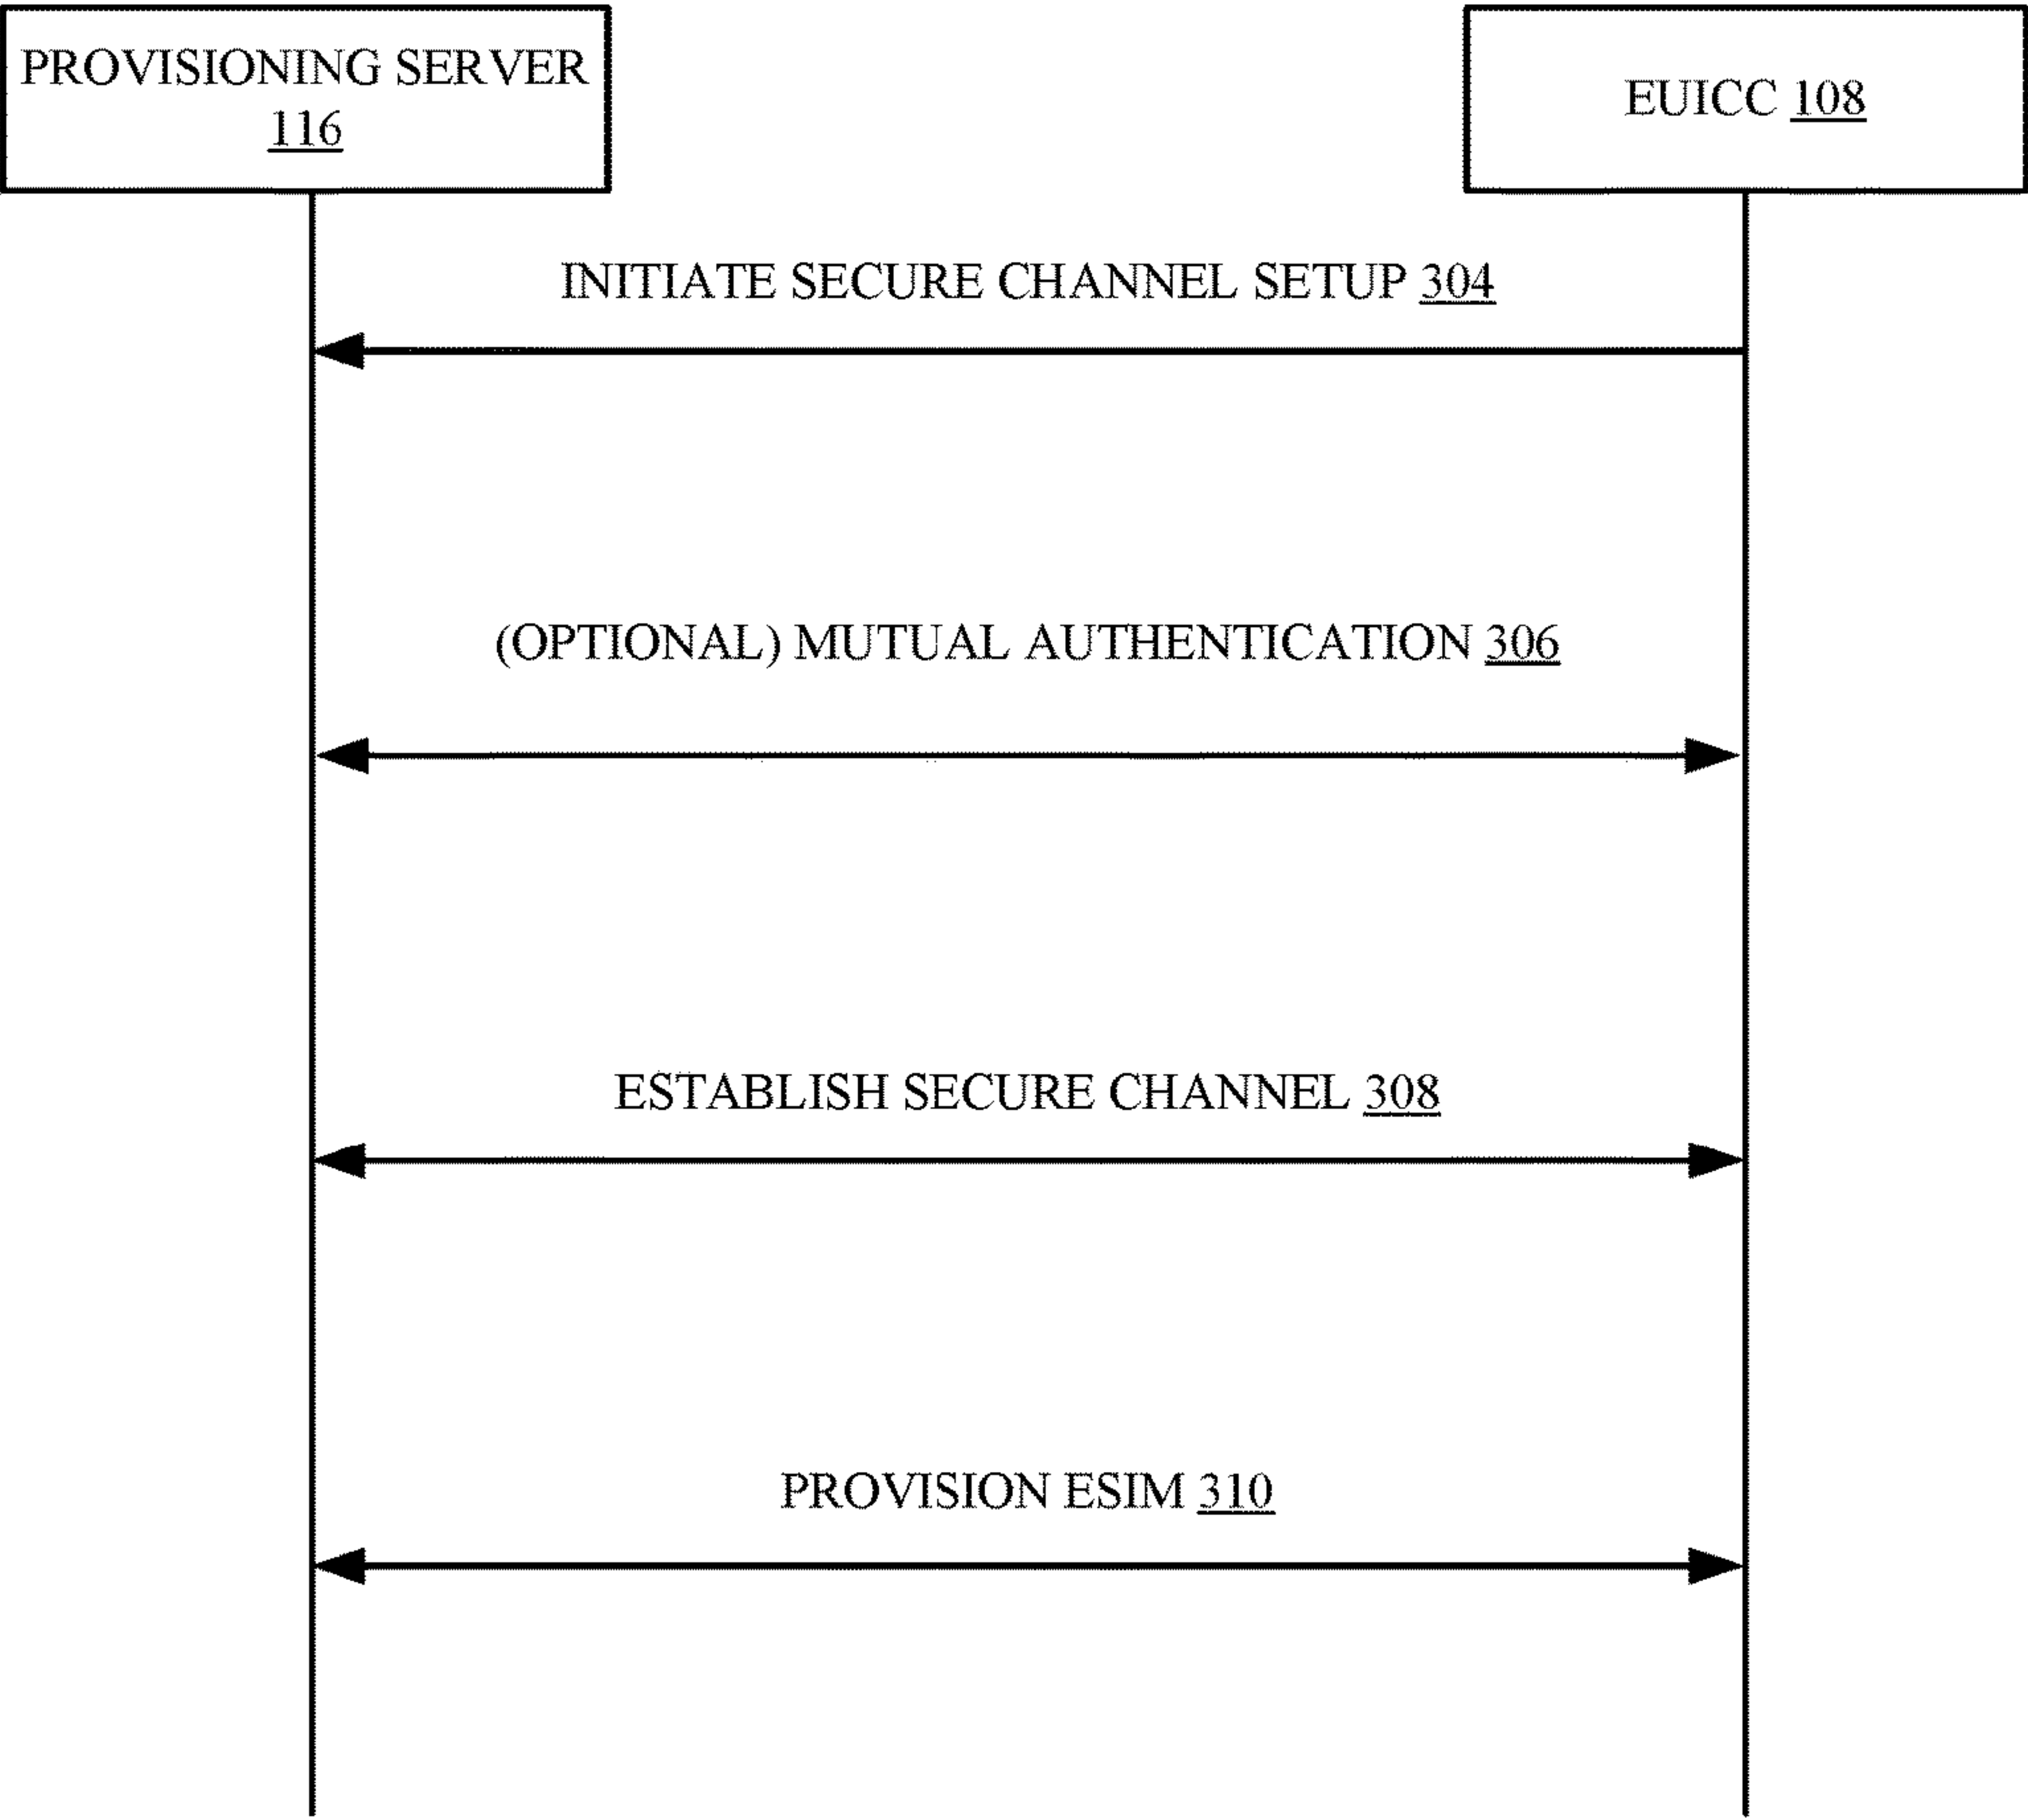 PROVISIONING SERVER
116
EUICC 108
INITIATE SECURE CHANNEL SETUP 304
(OPTIONAL) MUTUAL AUTHENTICATION 306
ESTABLISH SECURE CHANNEL 308
PROVISION ESIM 310